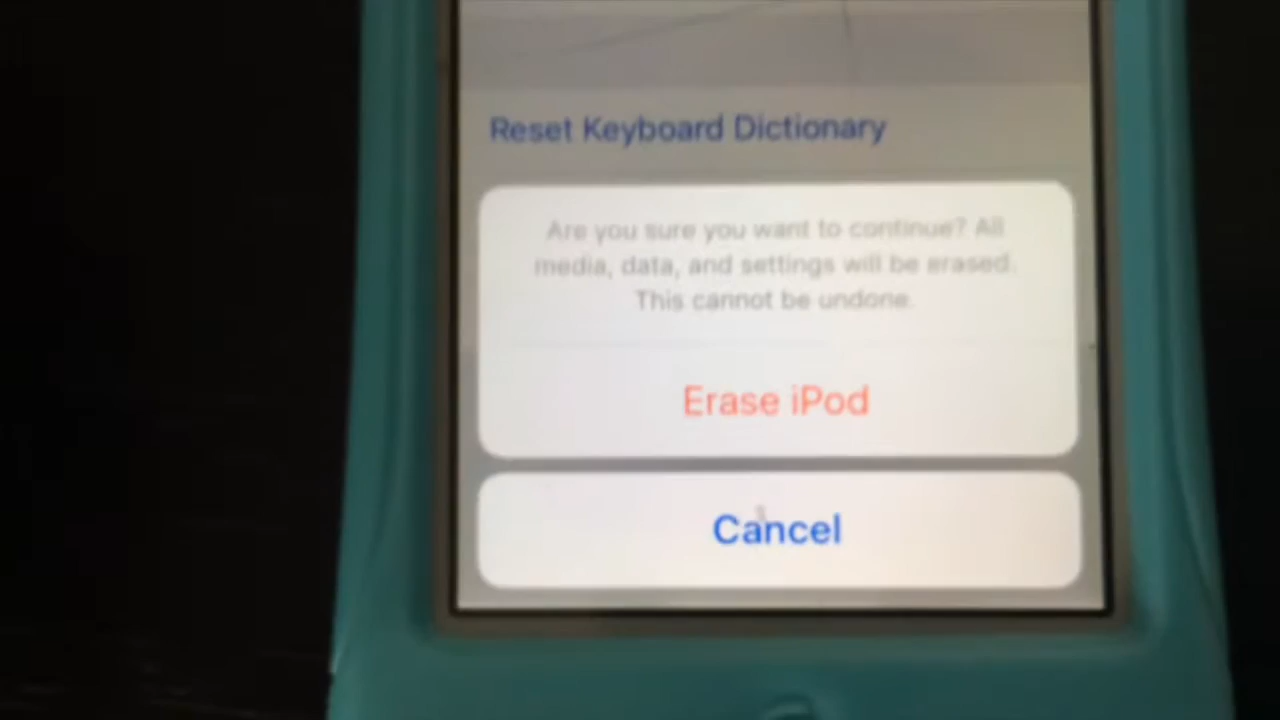 Reset Keyboard Dictionary
Are you sure you want to continue? All
media, data, and settings will be erased.
This cannot be undone.
Erase iPod
Cancel